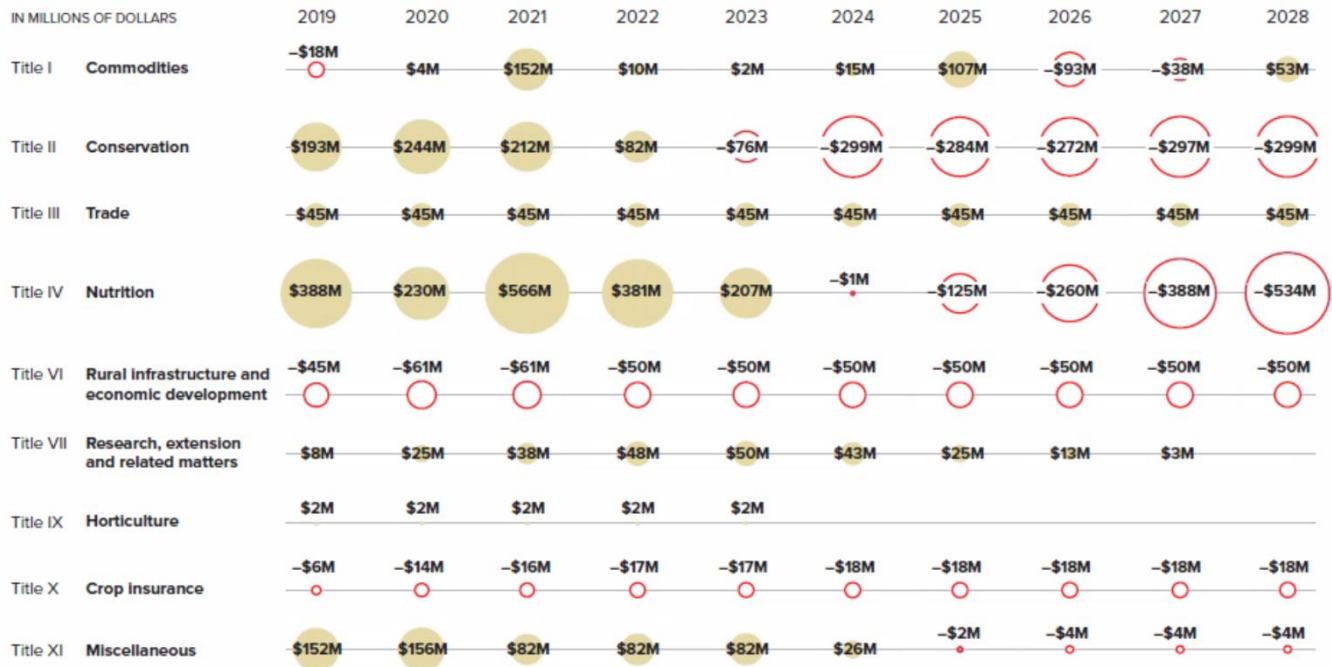 IN MILLIONS OF DOLLARS 2019 2020 2021 2022 2023 2024 2025 2026 2027 2028
Title I Commodities –$18M $4M $152M $10M $2M $15M $107M –$93M –$38M $53M
Title II Conservation $193M $244M $212M $82M –$76M –$299M –$284M –$272M –$297M –$299M
Title III Trade $45M $45M $45M $45M $45M $45M $45M $45M $45M $45M
Title IV Nutrition $388M $230M $566M $381M $207M –$1M –$125M –$260M –$388M –$534M
Title VI Rural infrastructure and –$45M –$61M –$61M –$50M –$50M –$50M –$50M –$50M –$50M –$50M
economic development
Title VII Research, extension
and related matters $8M $25M $38M $48M $50M $43M $25M $13M $3M
Title IX Horticulture $2M $2M $2M $2M $2M
Title X Crop insurance –$6M –$14M –$16M –$17M –$17M –$18M –$18M –$18M –$18M –$18M
Title XI Miscellaneous $152M $156M $82M $82M $82M $26M –$2M –$4M –$4M –$4M